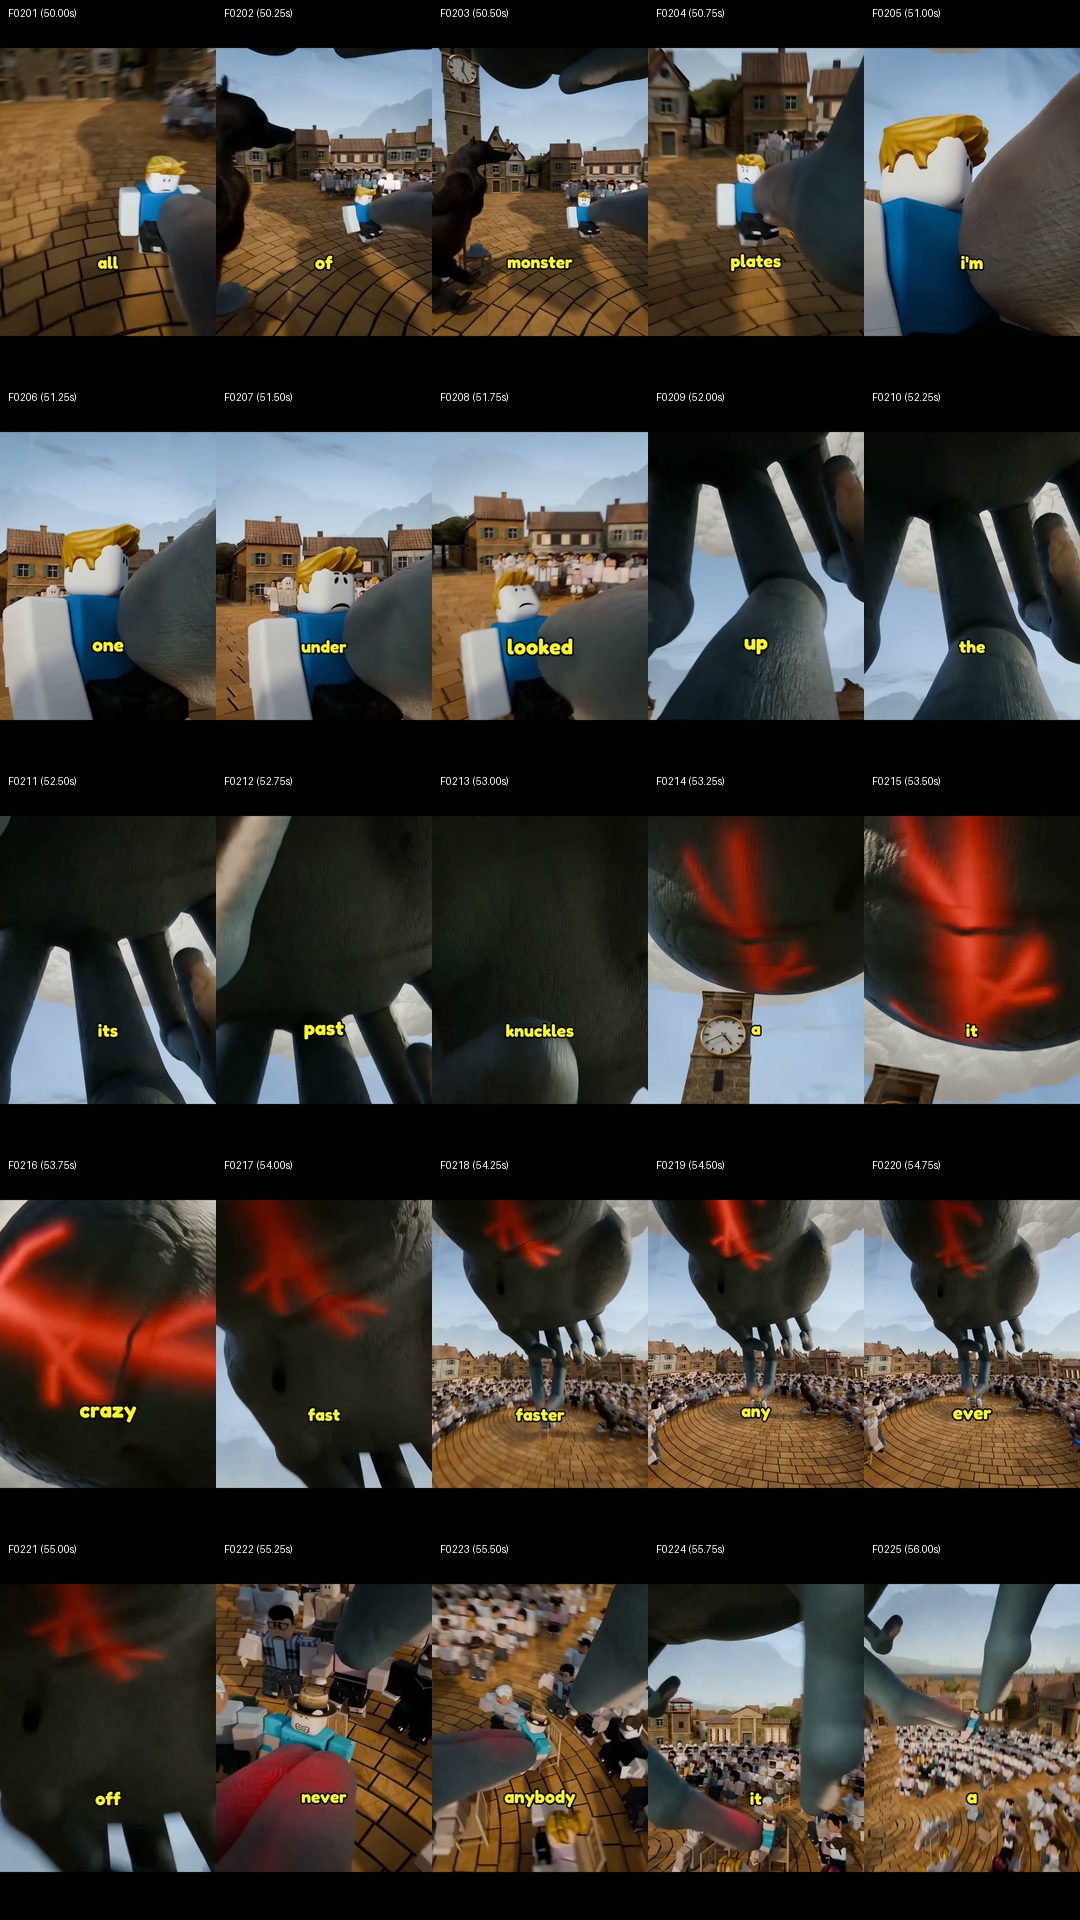 F0201 (50.00s)
F0202 (50.25s)
F0203 (50.50s)
F0204 (50.75s)
F0205 (51.00s)
all
of
monster
plates
i'm
F0206 (51.25s)
F0207 (51.50s)
F0208 (51.75s)
F0209 (52.00s)
F0210 (52.25s)
one
under
looked
up
the
F0211 (52.50s)
F0212 (52.75s)
F0213 (53.00s)
F0214 (53.25s)
F0215 (53.50s)
its
past
knuckles
a
it
F0216 (53.75s)
F0217 (54.00s)
F0218 (54.25s)
F0219 (54.50s)
F0220 (54.75s)
crazy
fast
faster
any
ever
F0221 (55.00s)
F0222 (55.25s)
F0223 (55.50s)
F0224 (55.75s)
F0225 (56.00s)
off
never
anybody
it
a